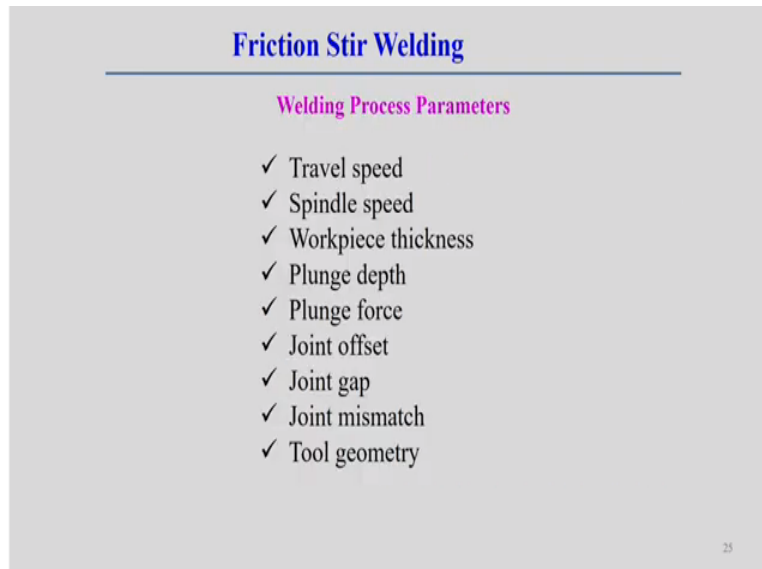 Friction Stir Welding
Welding Process Parameters
✓ Travel speed
✓ Spindle speed
✓ Workpiece thickness
✓ Plunge depth
✓ Plunge force
✓ Joint offset
✓ Joint gap
✓ Joint mismatch
✓ Tool geometry
25